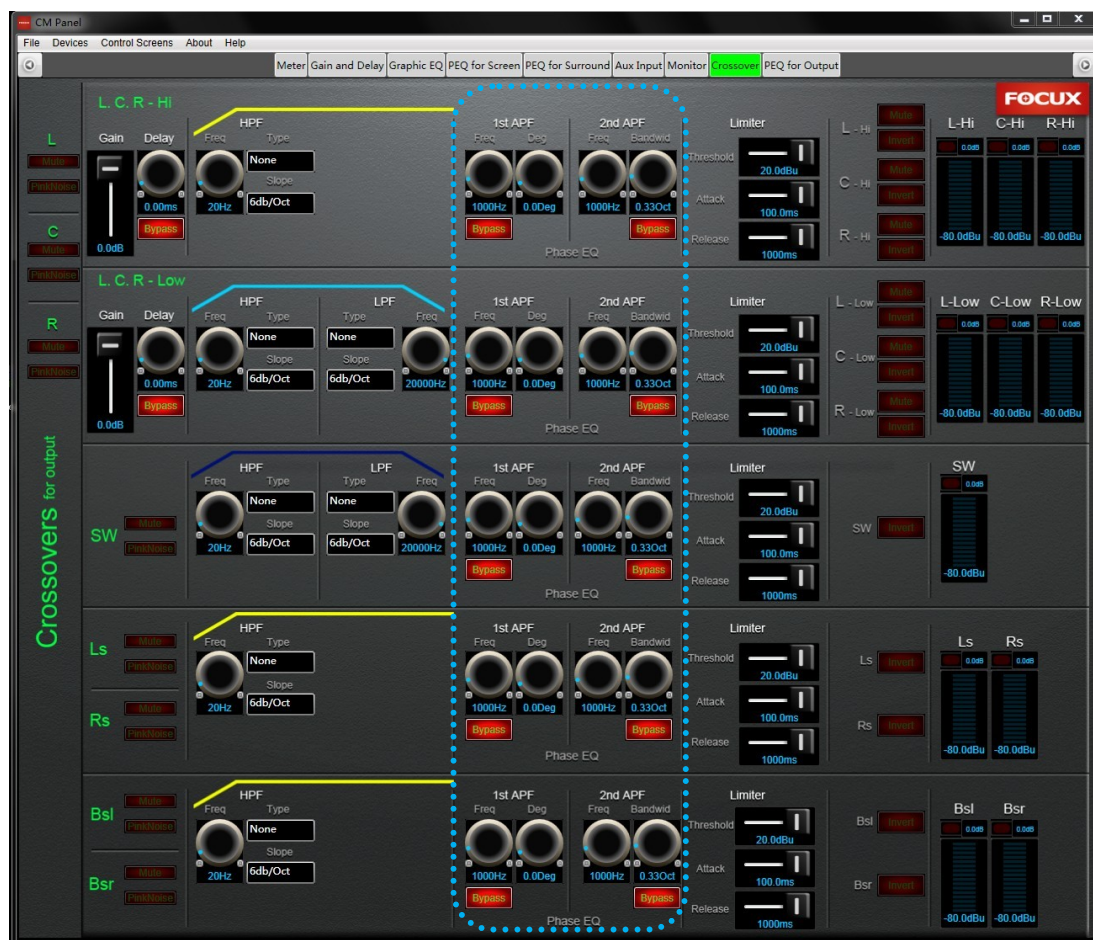 CM Panel
File Devices Control Screens About Help
Meter Gain and Delay Graphic EQ PEQ for Screen PEQ for Surround Aux Input Monitor Crossover PEQ for Output
FOCUX
Crossovers for output
L
Mute
PinkNoise
C
Mute
PinkNoise
R
Mute
PinkNoise
L. C. R - Hi
Gain Delay
0.0dB
0.00ms
Bypass
HPF
Freq Type
None
Slope
20Hz 6db/Oct
1st APF 2nd APF
Freq Deg Freq Bandwid
1000Hz 0.0Deg 1000Hz 0.33Oct
Bypass Bypass
Phase EQ
Limiter
Threshold
20.0dBu
Attack
100.0ms
Release
1000ms
L - Hi
Mute
Invert
C - Hi
Mute
Invert
R - Hi
Mute
Invert
L-Hi C-Hi R-Hi
0.0dB 0.0dB 0.0dB
-80.0dBu -80.0dBu -80.0dBu
L. C. R - Low
Gain Delay
0.0dB
0.00ms
Bypass
HPF LPF
Freq Type Type Freq
None None
Slope Slope
20Hz 6db/Oct 6db/Oct 20000Hz
1st APF 2nd APF
Freq Deg Freq Bandwid
1000Hz 0.0Deg 1000Hz 0.33Oct
Bypass Bypass
Phase EQ
Limiter
Threshold
20.0dBu
Attack
100.0ms
Release
1000ms
L - Low
Mute
Invert
C - Low
Mute
Invert
R - Low
Mute
Invert
L-Low C-Low R-Low
0.0dB 0.0dB 0.0dB
-80.0dBu -80.0dBu -80.0dBu
SW
Mute
PinkNoise
HPF LPF
Freq Type Type Freq
None None
Slope Slope
20Hz 6db/Oct 6db/Oct 20000Hz
1st APF 2nd APF
Freq Deg Freq Bandwid
1000Hz 0.0Deg 1000Hz 0.33Oct
Bypass Bypass
Phase EQ
Limiter
Threshold
20.0dBu
Attack
100.0ms
Release
1000ms
SW Invert
SW
0.0dB
-80.0dBu
Ls
Mute
PinkNoise
Rs
Mute
PinkNoise
HPF
Freq Type
None
Slope
20Hz 6db/Oct
1st APF 2nd APF
Freq Deg Freq Bandwid
1000Hz 0.0Deg 1000Hz 0.33Oct
Bypass Bypass
Phase EQ
Limiter
Threshold
20.0dBu
Attack
100.0ms
Release
1000ms
Ls Invert
Rs Invert
Ls Rs
0.0dB 0.0dB
-80.0dBu -80.0dBu
Bsl
Mute
PinkNoise
Bsr
Mute
PinkNoise
HPF
Freq Type
None
Slope
20Hz 6db/Oct
1st APF 2nd APF
Freq Deg Freq Bandwid
1000Hz 0.0Deg 1000Hz 0.33Oct
Bypass Bypass
Phase EQ
Limiter
Threshold
20.0dBu
Attack
100.0ms
Release
1000ms
Bsl Invert
Bsr Invert
Bsl Bsr
0.0dB 0.0dB
-80.0dBu -80.0dBu